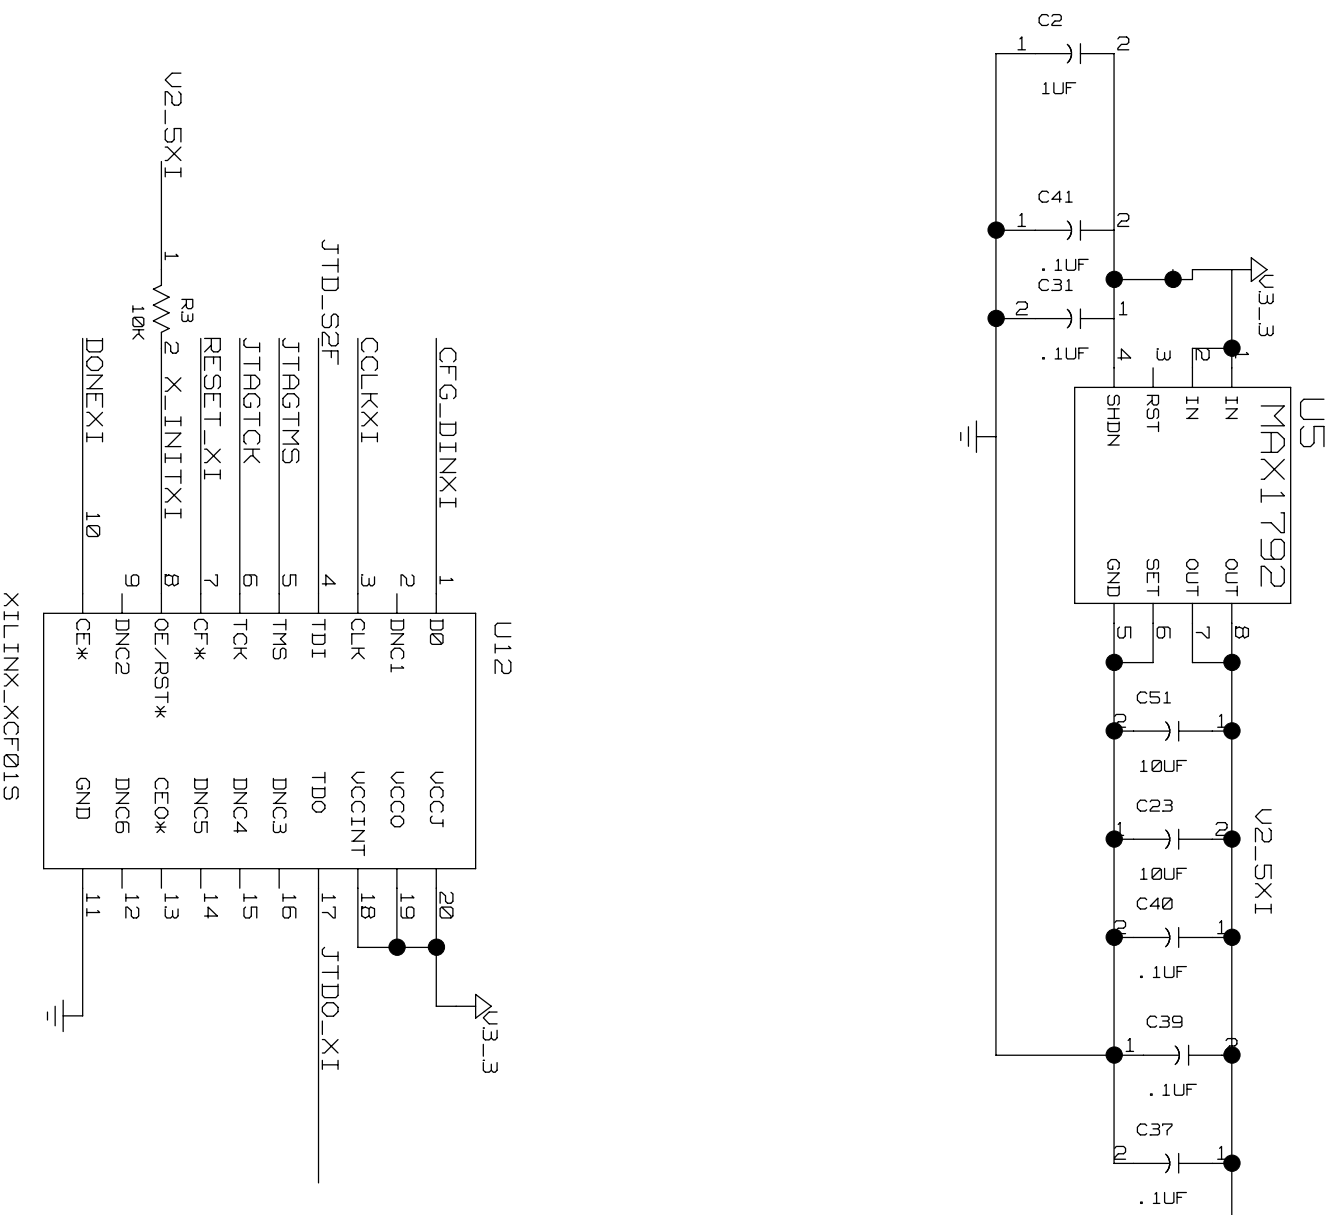 C2
1
2
1UF
C41
1
2
.1UF
C31
2
1
.1UF
V3_3
4
3
2
1
U5
MAX1792
SHDN
RST
IN
IN
GND
SET
OUT
OUT
5
6
7
8
C51
2
1
10UF
C23
1
2
10UF
V2_5XI
C40
2
1
.1UF
C39
1
2
.1UF
C37
2
1
.1UF
V2_5XI
1
R3
10K
2
X_INITXI
DONEXI
10
RESET_XI
JTAGTCK
JTAGTMS
JTD_S2F
CCLKXI
CFG_DINXI
9
8
7
6
5
4
3
2
1
U12
XILINX_XCF01S
CE*
DNC2
OE/RST*
CF*
TCK
TMS
TDI
CLK
DNC1
D0
GND
DNC6
CEO*
DNC5
DNC4
DNC3
TDO
VCCINT
VCCO
VCCJ
11
12
13
14
15
16
17
18
19
20
JTDO_XI
V3_3